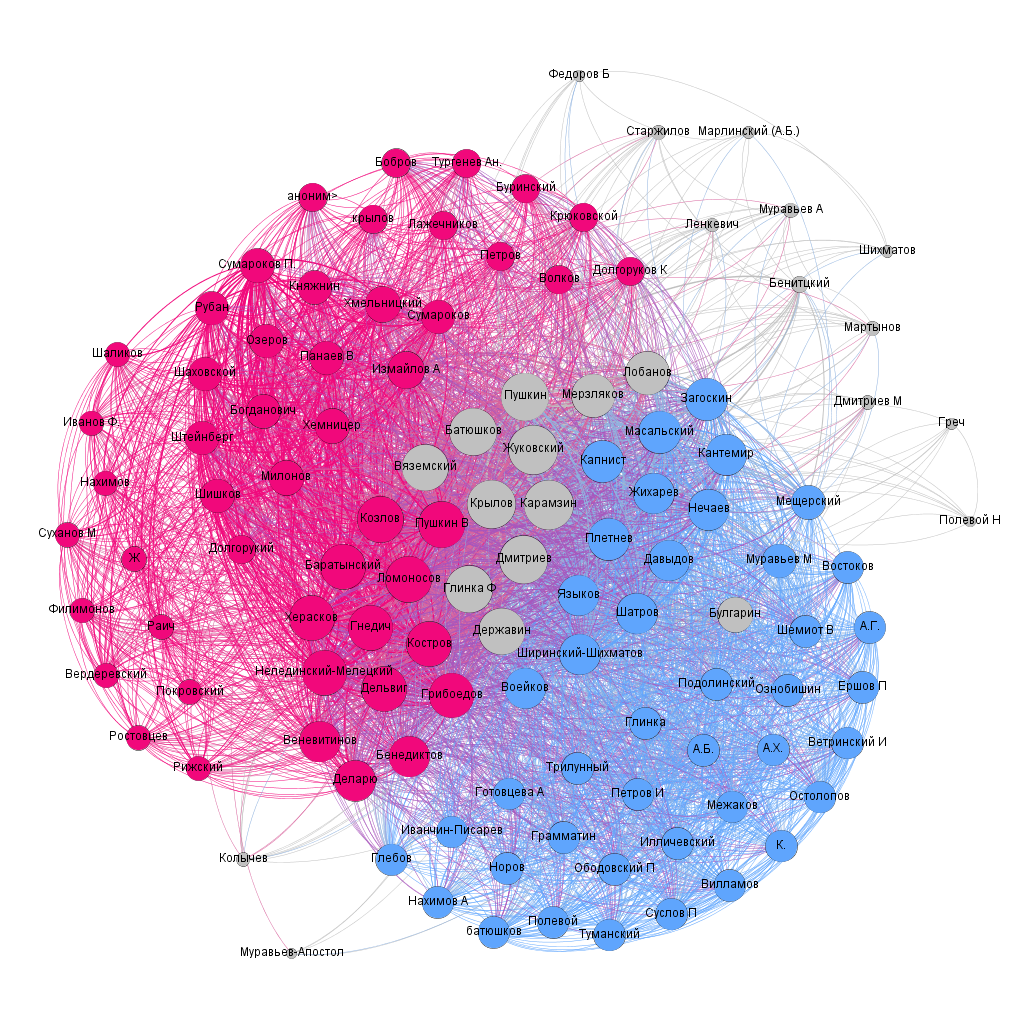 Федоров Б
Старжилов
Марлинский (А.Б.)
Бобров
Тургенев Ан.
Буринский
аноним>
крылов
Лажечников
Крюковской
Муравьев А
Ленкевич
Шихматов
Петров
Сумароков П.
Волков
Долгоруков К
Бенитцкий
Княжнин
Хмельницкий
Рубан
Сумароков
Мартынов
Озеров
Шаликов
Панаев В.
Шаховской
Измайлов А
Лобанов
Пушкин
Мерзляков
Загоскин
Дмитриев М
Богданович
Иванов Ф.
Хемницер
Греч
Батюшков
Масальский
Штейнберг
Жуковский
Кантемир
Вяземский
Капнист
Милонов
Нахимов
Шишков
Жихарев
Крылов
Карамзин
Мещерский
Нечаев
Козлов
Пушкин В
Полевой Н
Суханов М.
Плетнев
Долгорукий
Ж
Дмитриев
Давыдов
Муравьев М
Баратынский
Востоков
Ломоносов
Глинка Ф
Языков
Филимонов
Шатров
Булгарин
Херасков
Раич
Гнедич
Державин
Шемиот В
А.Г.
Костров
Ширинский-Шихматов
Вердеревский
Нелединский-Мелецкий
Подолинский
Покровский
Дельвиг
Грибоедов
Воейков
Ознобишин
Ершов П
Глинка
Ростовцев
Веневитинов
А.Б.
А.Х.
Ветринский И
Бенедиктов
Рижский
Деларю
Трилунный
Готовцева А
Петров И
Остолопов
Межаков
Иванчин-Писарев
Грамматин
Илличевский
К.
Колычев
Глебов
Норов
Ободовский П
Вилламов
Нахимов А
Суслов П
Полевой
батюшков
Туманский
Муравьев-Апостол